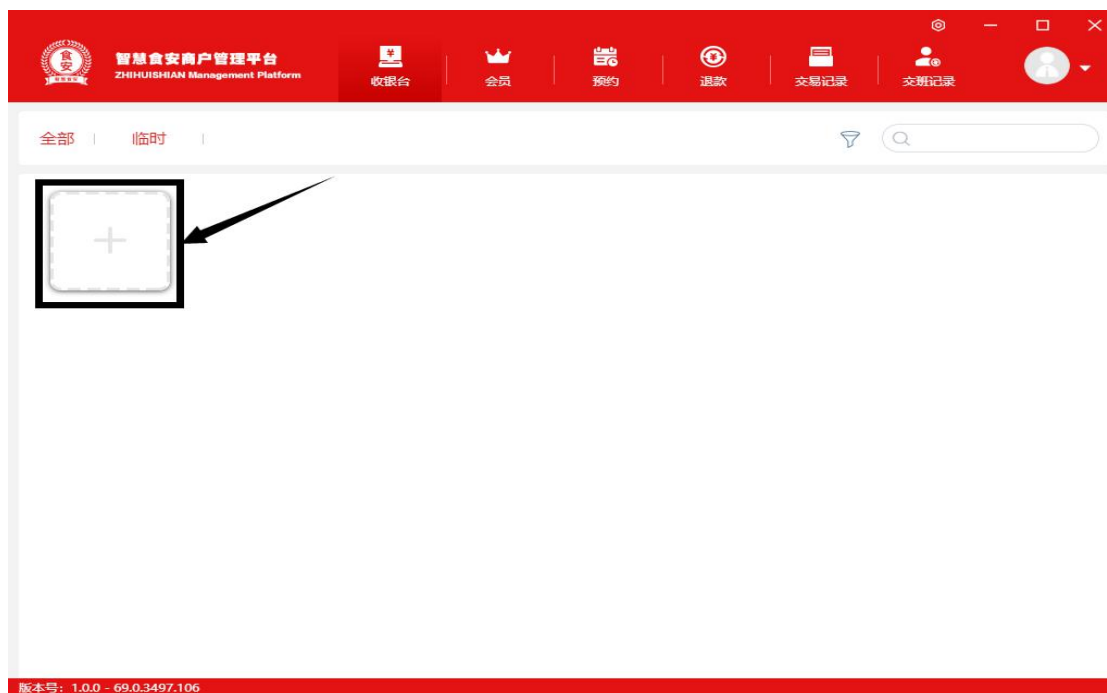 食安
智慧食安商户管理平台
ZHIHUISHIAN Management Platform
收银台
会员
预约
退款
交易记录
交班记录
全部
临时
版本号：1.0.0 - 69.0.3497.106